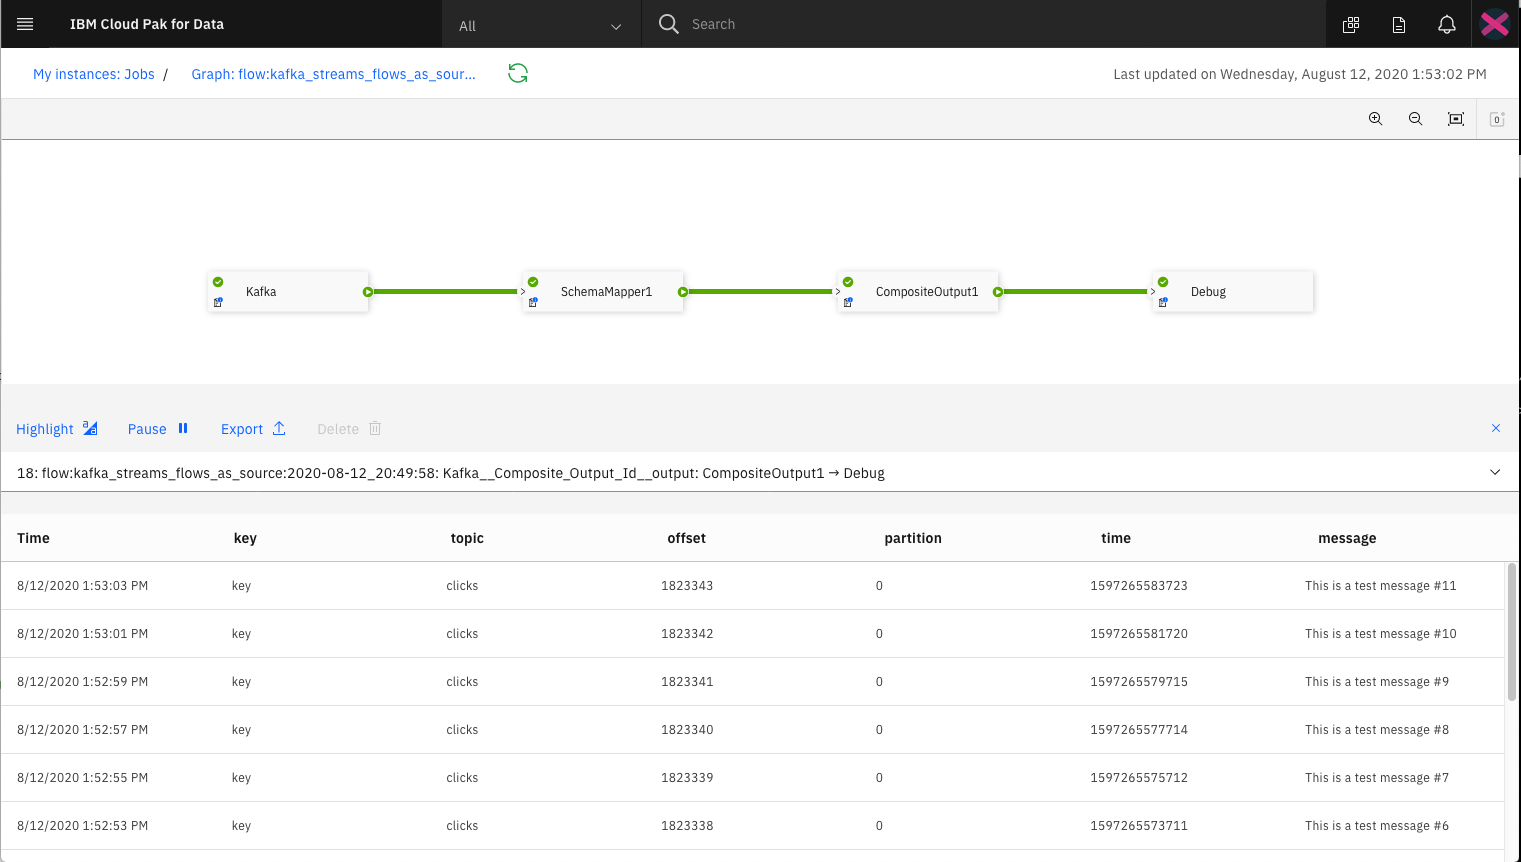 IBM Cloud Pak for Data
All
Search
My instances: Jobs / Graph: flow:kafka_streams_flows_as_sour...
Last updated on Wednesday, August 12, 2020 1:53:02 PM
0
Kafka
SchemaMapper1
CompositeOutput1
Debug
Highlight
Pause
Export
Delete
18: flow:kafka_streams_flows_as_source:2020-08-12_20:49:58: Kafka__Composite_Output_Id__output: CompositeOutput1 → Debug
Time key topic offset partition time message
8/12/2020 1:53:03 PM key clicks 1823343 0 1597265583723 This is a test message #11
8/12/2020 1:53:01 PM key clicks 1823342 0 1597265581720 This is a test message #10
8/12/2020 1:52:59 PM key clicks 1823341 0 1597265579715 This is a test message #9
8/12/2020 1:52:57 PM key clicks 1823340 0 1597265577714 This is a test message #8
8/12/2020 1:52:55 PM key clicks 1823339 0 1597265575712 This is a test message #7
8/12/2020 1:52:53 PM key clicks 1823338 0 1597265573711 This is a test message #6